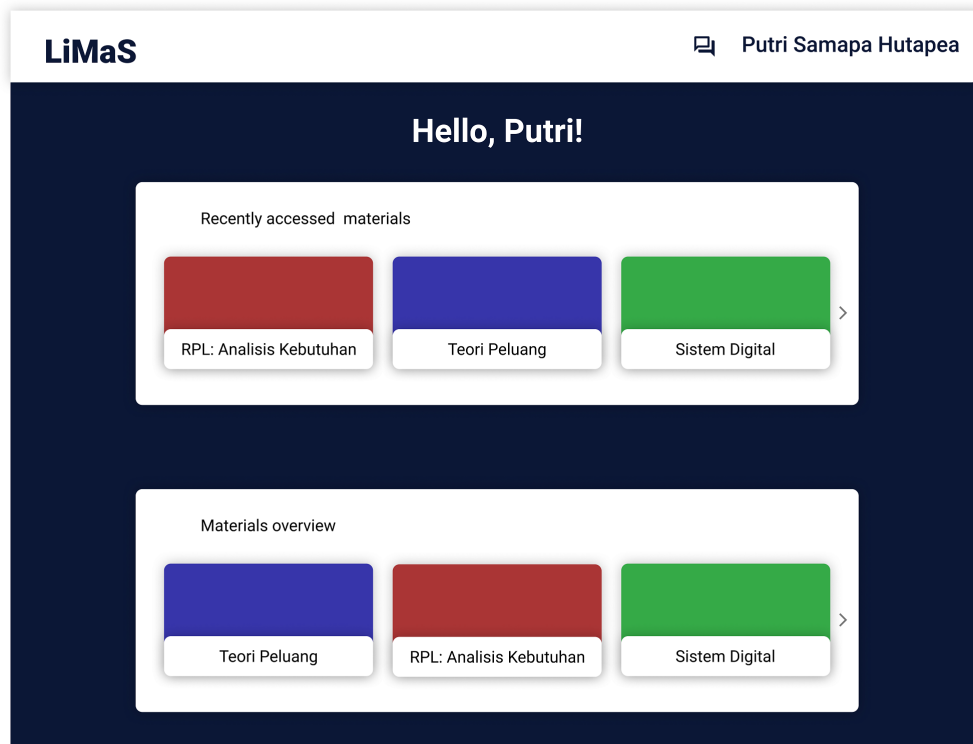 LiMaS
Putri Samapa Hutapea
Hello, Putri!
Recently accessed materials
RPL: Analisis Kebutuhan
Teori Peluang
Sistem Digital
Materials overview
Teori Peluang
RPL: Analisis Kebutuhan
Sistem Digital